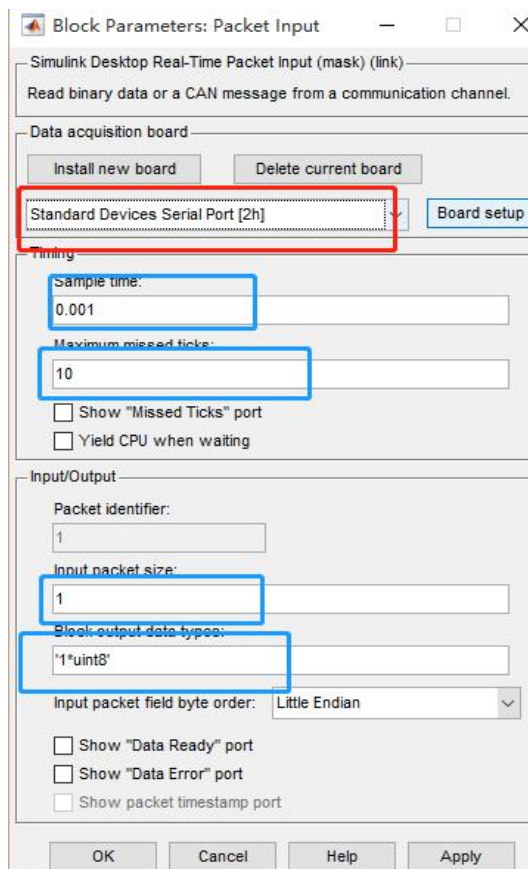 Block Parameters: Packet Input
Simulink Desktop Real-Time Packet Input (mask) (link)
Read binary data or a CAN message from a communication channel.
Data acquisition board
Install new board
Delete current board
Standard Devices Serial Port [2h]
Board setup
Timing
Sample time:
0.001
Maximum missed ticks:
10
Show "Missed Ticks" port
Yield CPU when waiting
Input/Output
Packet identifier:
1
Input packet size:
1
Block output data types:
'1*uint8'
Input packet field byte order:
Little Endian
Show "Data Ready" port
Show "Data Error" port
Show packet timestamp port
OK
Cancel
Help
Apply